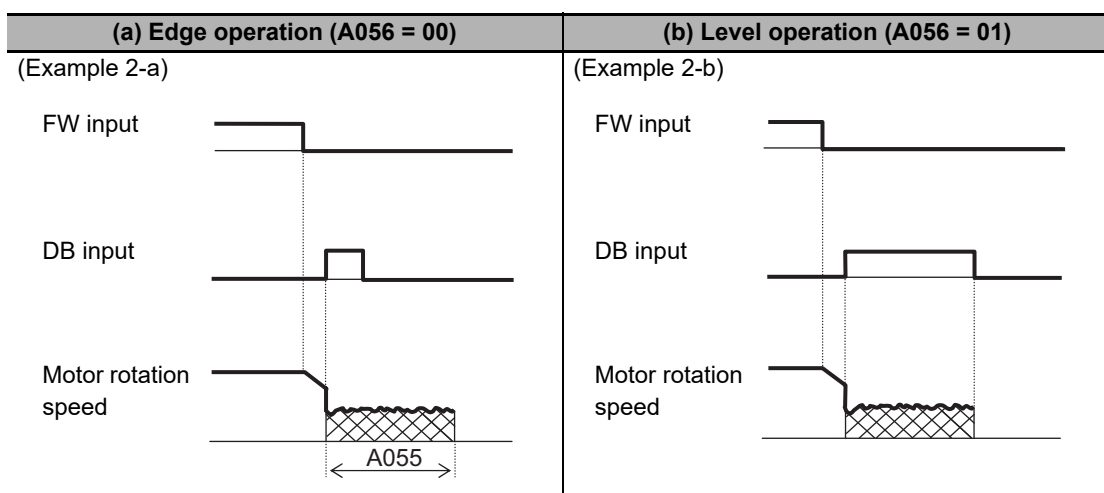 (a) Edge operation (A056 = 00)
(b) Level operation (A056 = 01)
(Example 2-a)
FW input
DB input
Motor rotation
speed
A055
(Example 2-b)
FW input
DB input
Motor rotation
speed